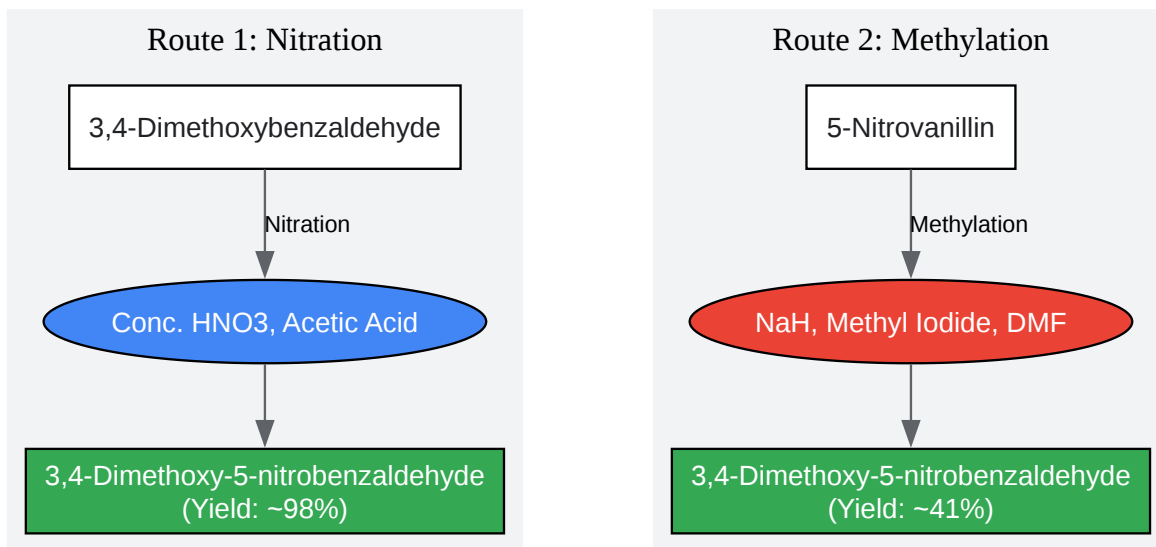 Route 1: Nitration
3,4-Dimethoxybenzaldehyde
Nitration
Conc. HNO3, Acetic Acid
3,4-Dimethoxy-5-nitrobenzaldehyde
(Yield: ~98%)
Route 2: Methylation
5-Nitrovanillin
Methylation
NaH, Methyl Iodide, DMF
3,4-Dimethoxy-5-nitrobenzaldehyde
(Yield: ~41%)